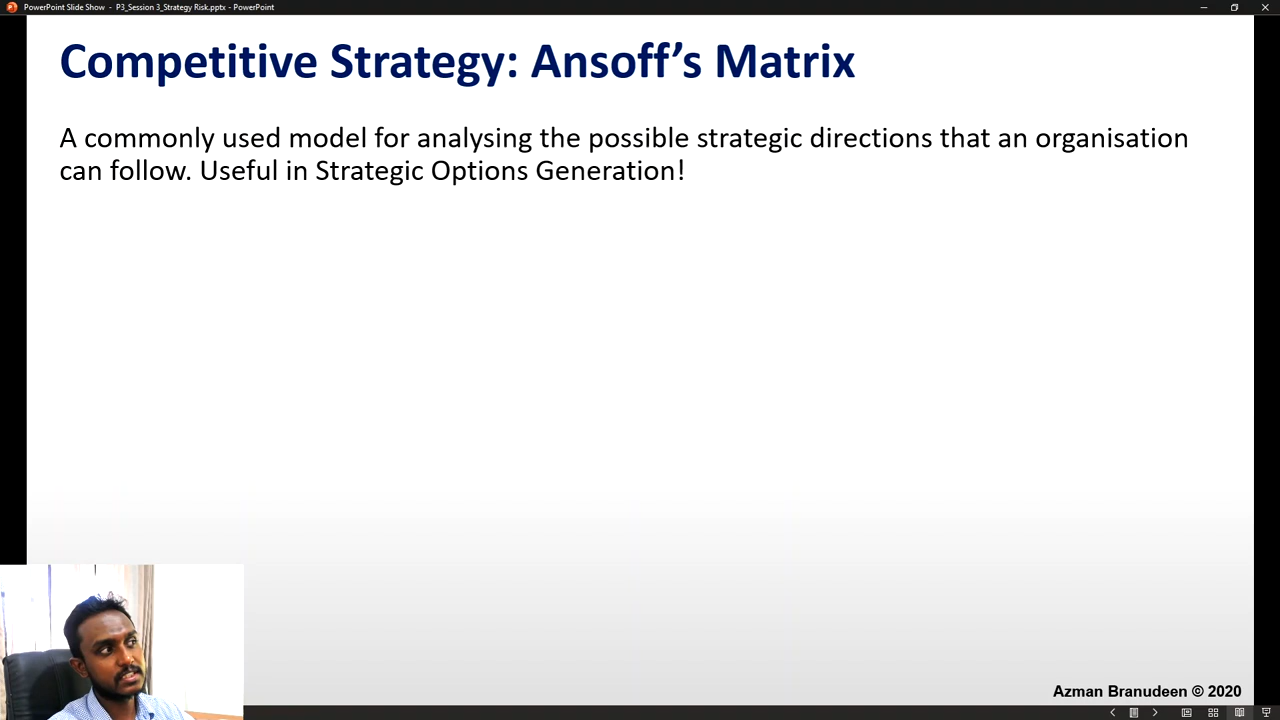 PowerPoint Slide Show - P3_Session 3_Strategy Risk.pptx - PowerPoint
Competitive Strategy: Ansoff’s Matrix
A commonly used model for analysing the possible strategic directions that an organisation
can follow. Useful in Strategic Options Generation!
Azman Branudeen © 2020